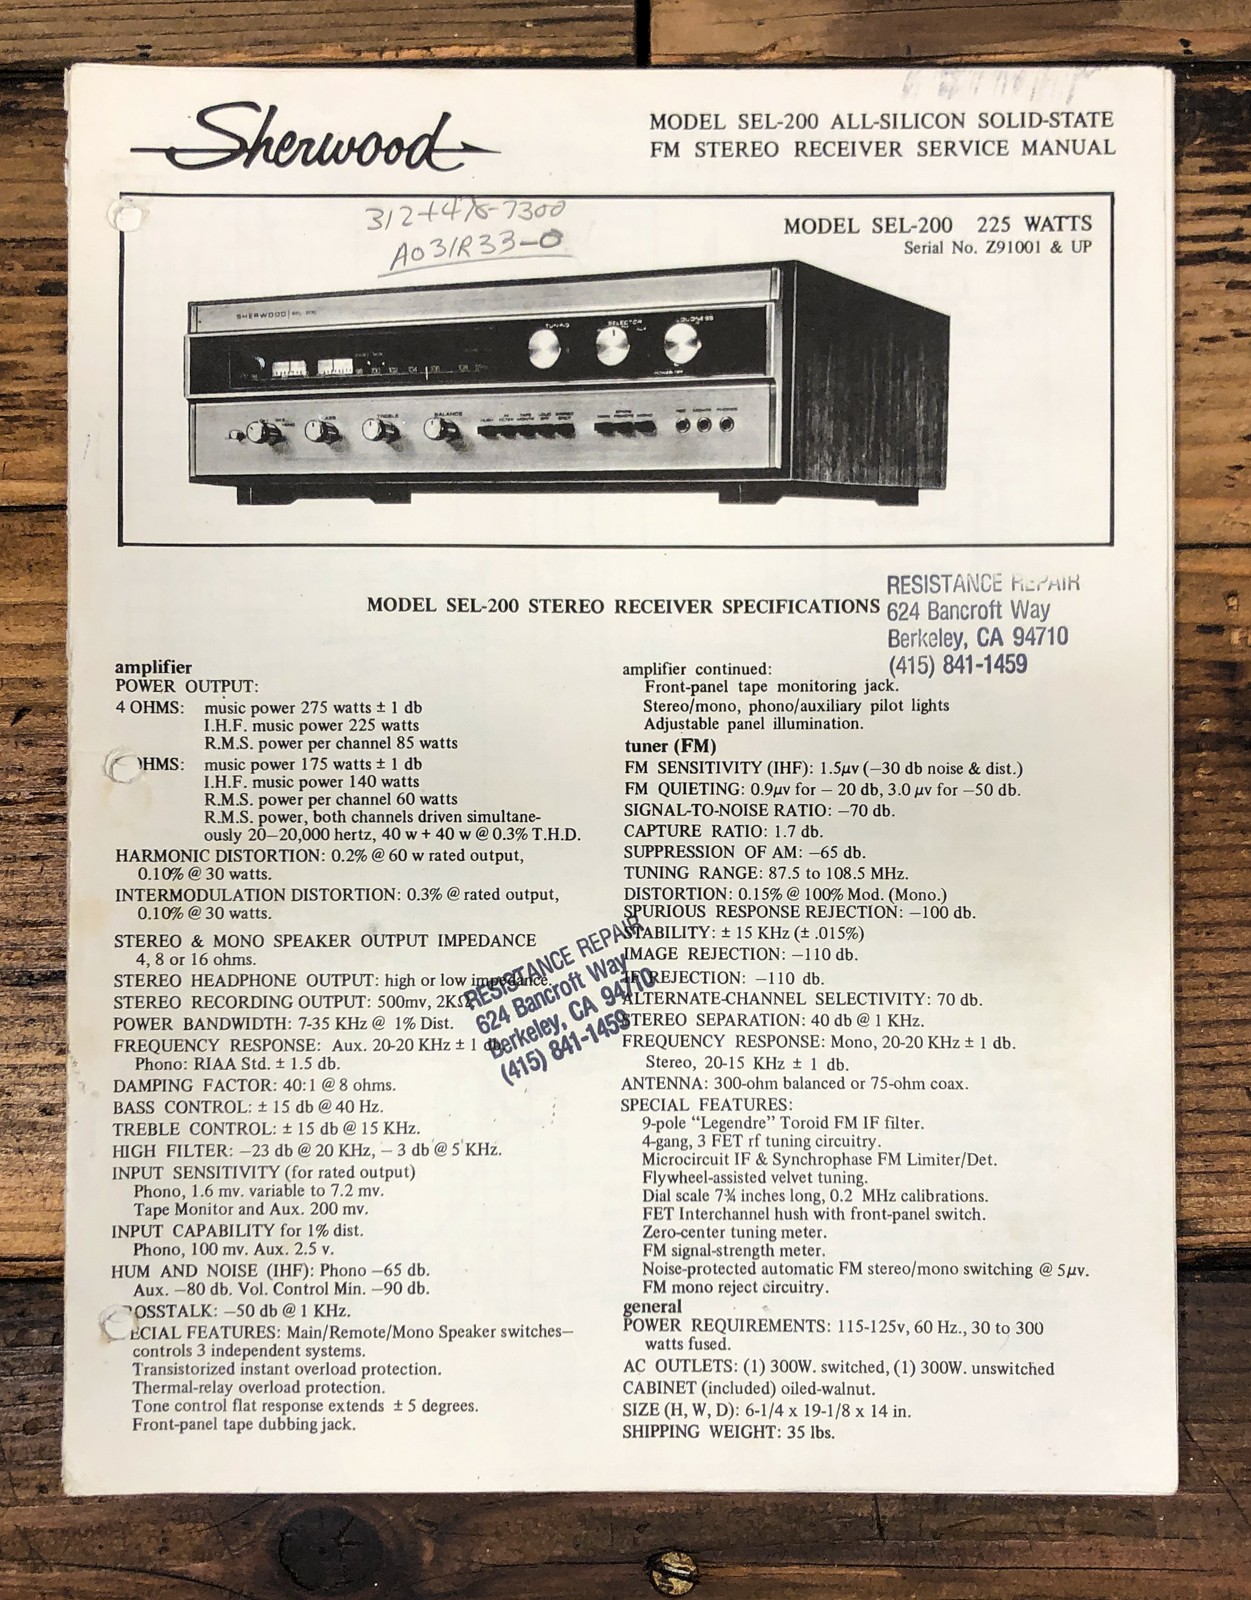 Sherwood
MODEL SEL-200 ALL-SILICON SOLID-STATE
FM STEREO RECEIVER SERVICE MANUAL
312+478-7300
A031R33-0
MODEL SEL-200 225 WATTS
Serial No. Z91001 & UP
SHERWOOD
TUNING
SELECTOR
LOUDNESS
TREBLE
BALANCE
MODEL SEL-200 STEREO RECEIVER SPECIFICATIONS
RESISTANCE REPAIR
624 Bancroft Way
Berkeley, CA 94710
(415) 841-1459
amplifier
POWER OUTPUT:
4 OHMS: music power 275 watts ± 1 db
I.H.F. music power 225 watts
R.M.S. power per channel 85 watts
OHMS: music power 175 watts ± 1 db
I.H.F. music power 140 watts
R.M.S. power per channel 60 watts
R.M.S. power, both channels driven simultane-
ously 20–20,000 hertz, 40 w + 40 w @ 0.3% T.H.D.
HARMONIC DISTORTION: 0.2% @ 60 w rated output,
0.10% @ 30 watts.
INTERMODULATION DISTORTION: 0.3% @ rated output,
0.10% @ 30 watts.
STEREO & MONO SPEAKER OUTPUT IMPEDANCE
4, 8 or 16 ohms.
STEREO HEADPHONE OUTPUT: high or low impedance.
STEREO RECORDING OUTPUT: 500mv, 2KΩ
POWER BANDWIDTH: 7-35 KHz @ 1% Dist.
FREQUENCY RESPONSE: Aux. 20-20 KHz ± 1 db.
Phono: RIAA Std. ± 1.5 db.
DAMPING FACTOR: 40:1 @ 8 ohms.
BASS CONTROL: ± 15 db @ 40 Hz.
TREBLE CONTROL: ± 15 db @ 15 KHz.
HIGH FILTER: –23 db @ 20 KHz, – 3 db @ 5 KHz.
INPUT SENSITIVITY (for rated output)
Phono, 1.6 mv. variable to 7.2 mv.
Tape Monitor and Aux. 200 mv.
INPUT CAPABILITY for 1% dist.
Phono, 100 mv. Aux. 2.5 v.
HUM AND NOISE (IHF): Phono –65 db.
Aux. –80 db. Vol. Control Min. –90 db.
ROSSTALK: –50 db @ 1 KHz.
ECIAL FEATURES: Main/Remote/Mono Speaker switches–
controls 3 independent systems.
Transistorized instant overload protection.
Thermal-relay overload protection.
Tone control flat response extends ± 5 degrees.
Front-panel tape dubbing jack.
RESISTANCE REPAIR
624 Bancroft Way
Berkeley, CA 94710
(415) 841-1459
amplifier continued:
Front-panel tape monitoring jack.
Stereo/mono, phono/auxiliary pilot lights
Adjustable panel illumination.
tuner (FM)
FM SENSITIVITY (IHF): 1.5μv (–30 db noise & dist.)
FM QUIETING: 0.9μv for – 20 db, 3.0 μv for –50 db.
SIGNAL-TO-NOISE RATIO: –70 db.
CAPTURE RATIO: 1.7 db.
SUPPRESSION OF AM: –65 db.
TUNING RANGE: 87.5 to 108.5 MHz.
DISTORTION: 0.15% @ 100% Mod. (Mono.)
SPURIOUS RESPONSE REJECTION: –100 db.
STABILITY: ± 15 KHz (± .015%)
IMAGE REJECTION: –110 db.
IF REJECTION: –110 db.
ALTERNATE-CHANNEL SELECTIVITY: 70 db.
STEREO SEPARATION: 40 db @ 1 KHz.
FREQUENCY RESPONSE: Mono, 20-20 KHz ± 1 db.
Stereo, 20-15 KHz ± 1 db.
ANTENNA: 300-ohm balanced or 75-ohm coax.
SPECIAL FEATURES:
9-pole “Legendre” Toroid FM IF filter.
4-gang, 3 FET rf tuning circuitry.
Microcircuit IF & Synchrophase FM Limiter/Det.
Flywheel-assisted velvet tuning.
Dial scale 7¾ inches long, 0.2 MHz calibrations.
FET Interchannel hush with front-panel switch.
Zero-center tuning meter.
FM signal-strength meter.
Noise-protected automatic FM stereo/mono switching @ 5μv.
FM mono reject circuitry.
general
POWER REQUIREMENTS: 115-125v, 60 Hz., 30 to 300
watts fused.
AC OUTLETS: (1) 300W. switched, (1) 300W. unswitched
CABINET (included) oiled-walnut.
SIZE (H, W, D): 6-1/4 x 19-1/8 x 14 in.
SHIPPING WEIGHT: 35 lbs.